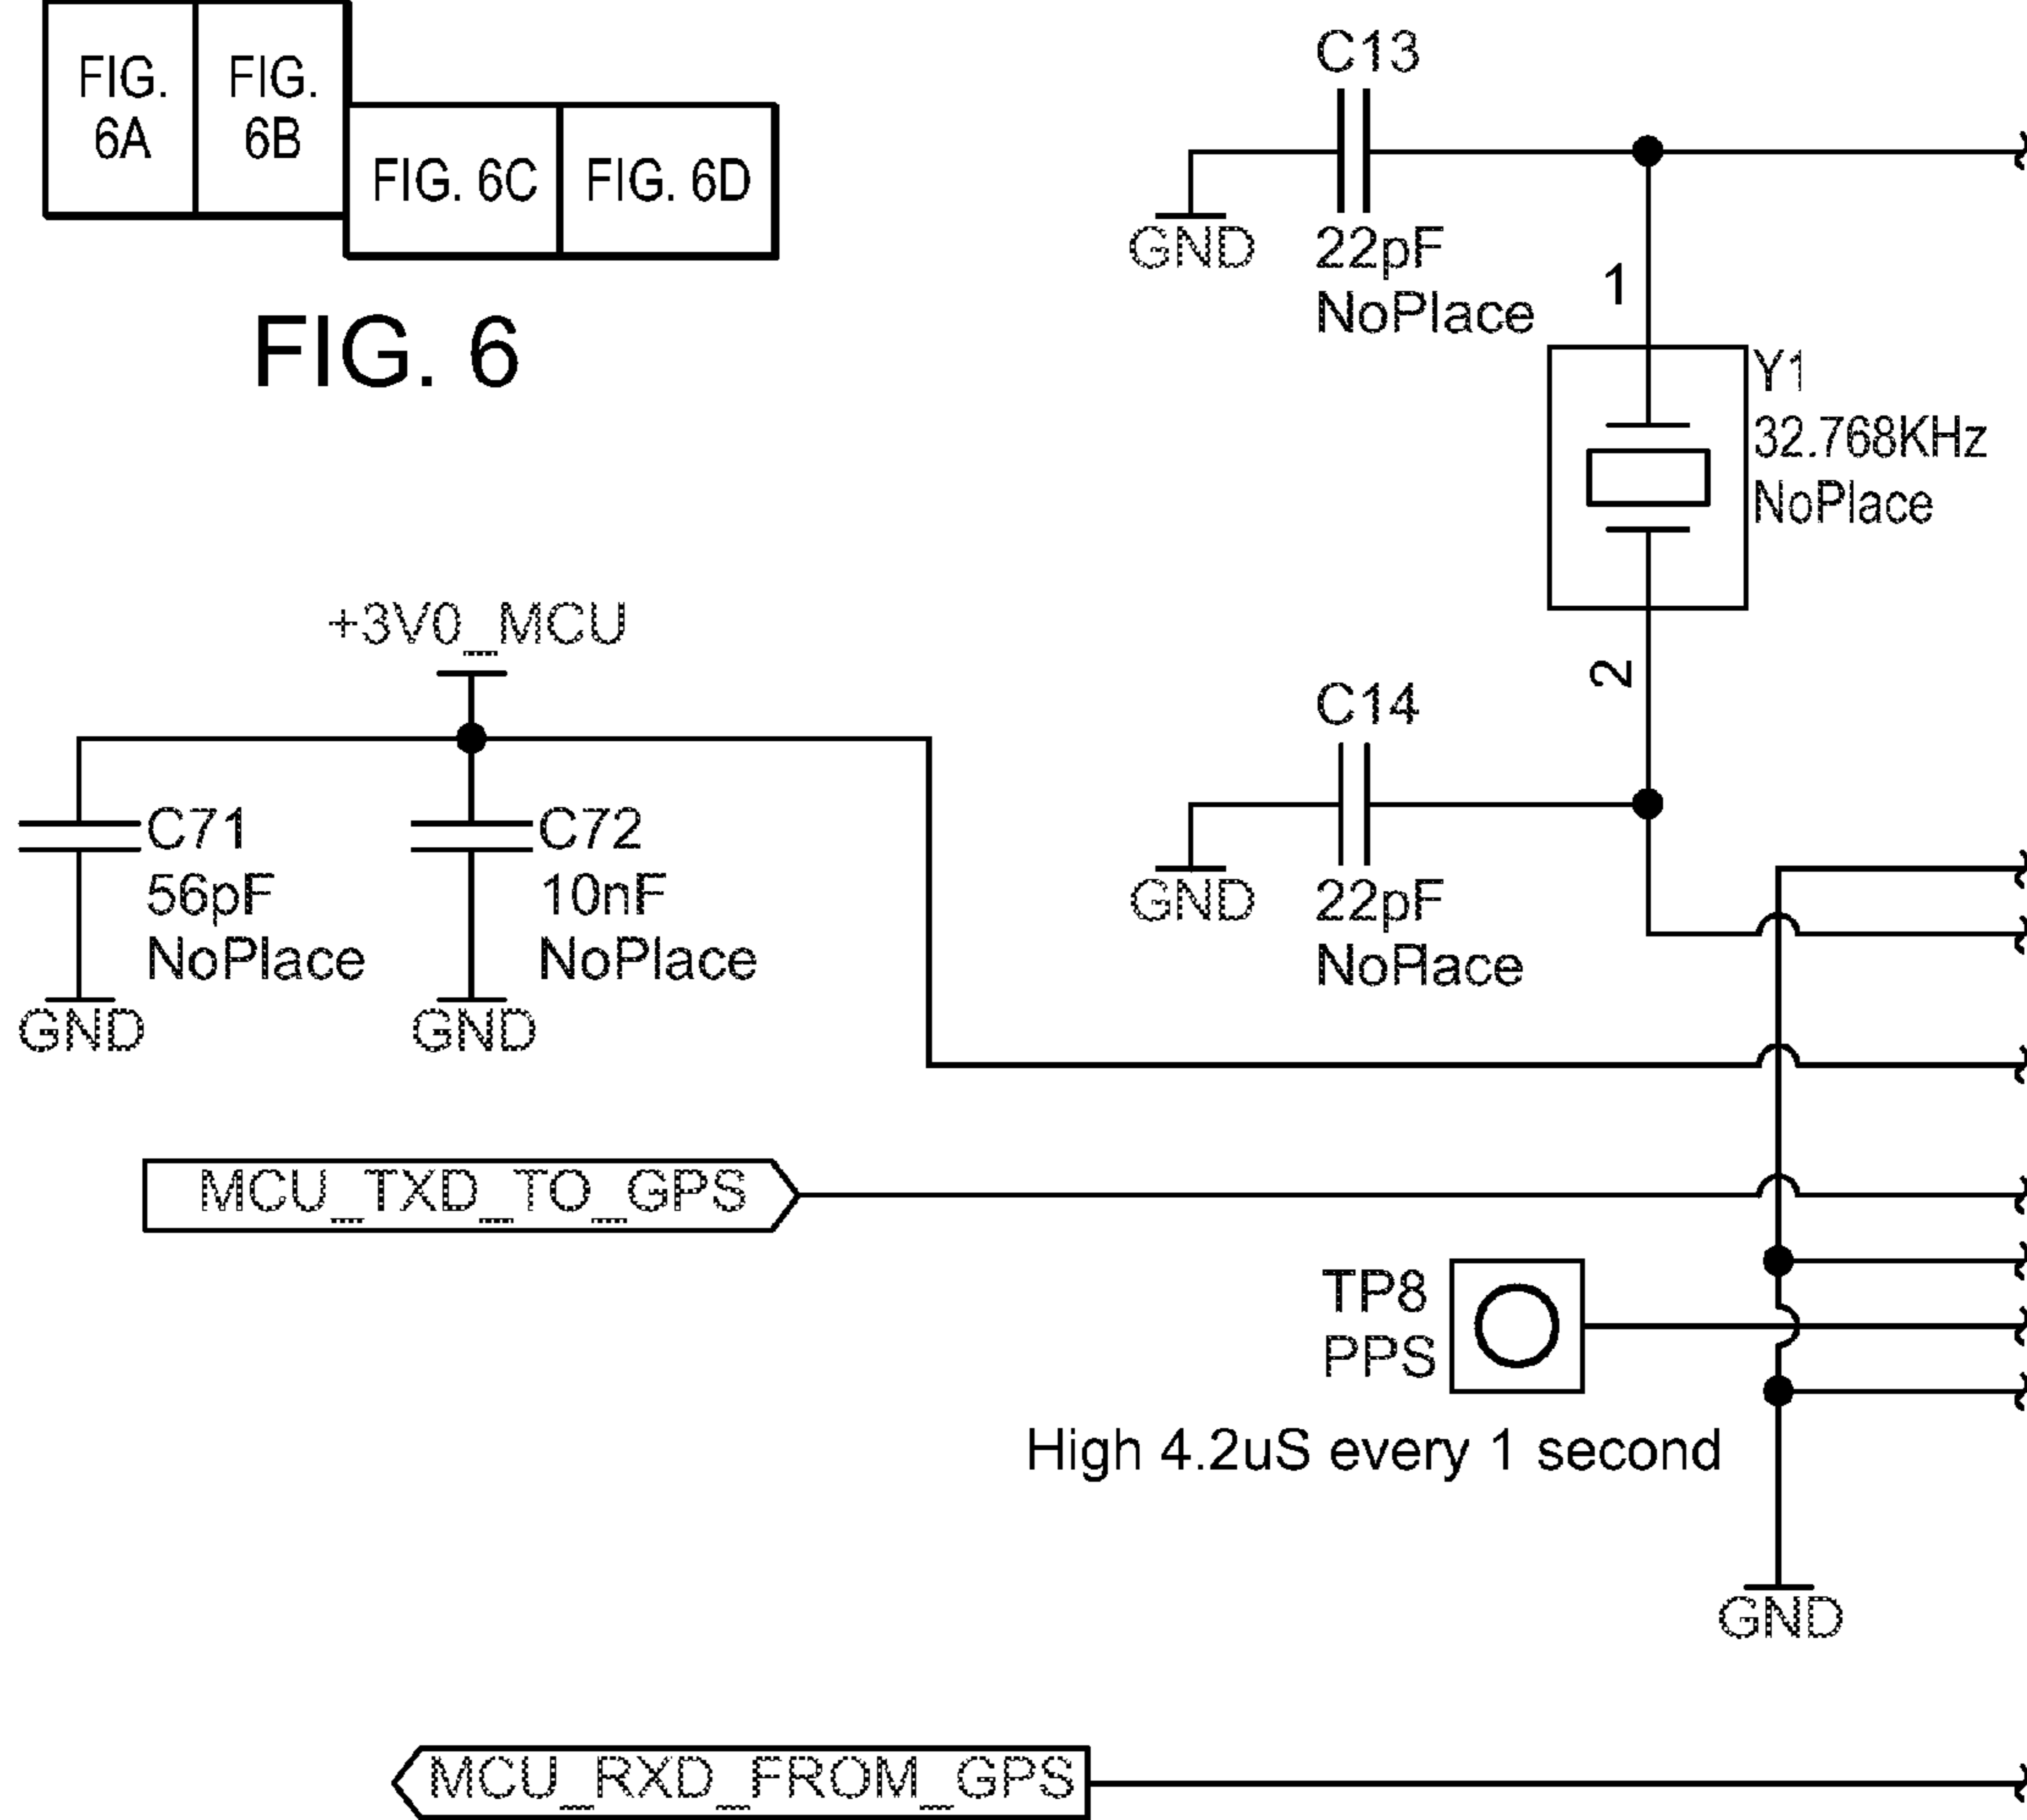 FIG.
6A
FIG.
6B
FIG. 6C
FIG. 6D
FIG. 6
C13
GND
22pF
NoPlace
1
Y1
32.768KHz
NoPlace
2
+3V0_MCU
C71
56pF
NoPlace
GND
C72
10nF
NoPlace
GND
C14
GND
22pF
NoPlace
MCU_TXD_TO_GPS
TP8
PPS
High 4.2uS every 1 second
GND
MCU_RXD_FROM_GPS